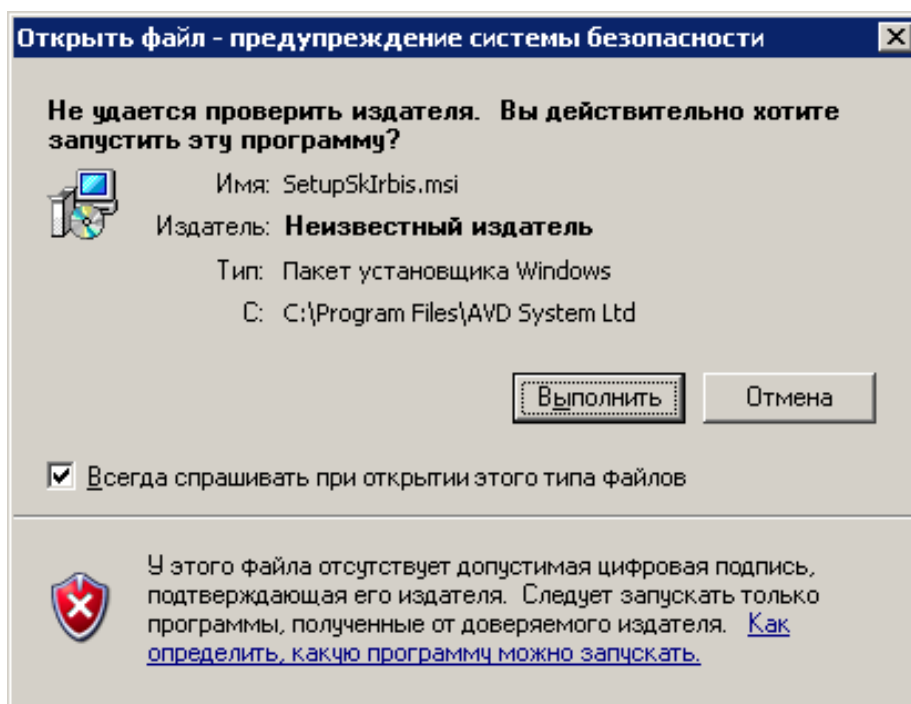 Открыть файл - предупреждение системы безопасности
Не удается проверить издателя. Вы действительно хотите
запустить эту программу?
Имя: SetupSkIrbis.msi
Издатель: Неизвестный издатель
Тип: Пакет установщика Windows
С: C:\Program Files\AVD System Ltd
Выполнить Отмена
Всегда спрашивать при открытии этого типа файлов
У этого файла отсутствует допустимая цифровая подпись,
подтверждающая его издателя. Следует запускать только
программы, полученные от доверяемого издателя. Как
определить, какую программу можно запускать.